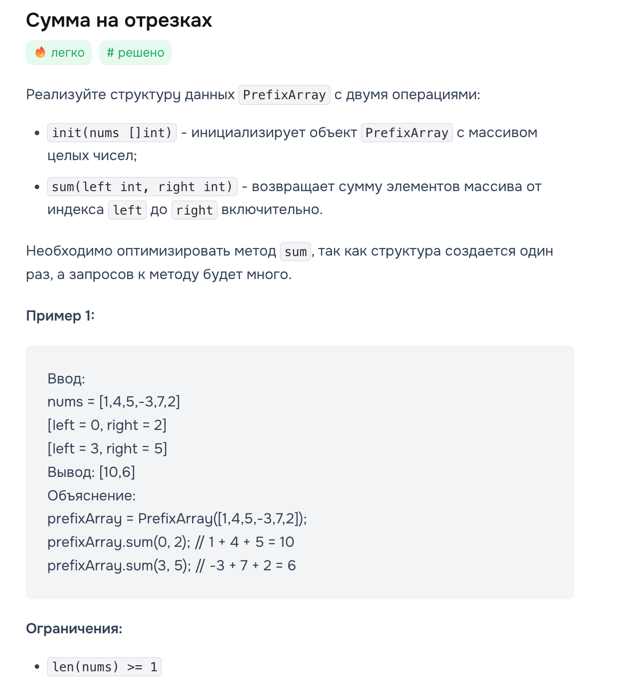 Сумма на отрезках
🔥 легко # решено
Реализуйте структуру данных PrefixArray с двумя операциями:
• init(nums []int) - инициализирует объект PrefixArray с массивом
целых чисел;
• sum(left int, right int) - возвращает сумму элементов массива от
индекса left до right включительно.
Необходимо оптимизировать метод sum, так как структура создается один
раз, а запросов к методу будет много.
Пример 1:
Ввод:
nums = [1,4,5,-3,7,2]
[left = 0, right = 2]
[left = 3, right = 5]
Вывод: [10,6]
Объяснение:
prefixArray = PrefixArray([1,4,5,-3,7,2]);
prefixArray.sum(0, 2); // 1 + 4 + 5 = 10
prefixArray.sum(3, 5); // -3 + 7 + 2 = 6
Ограничения:
• len(nums) >= 1